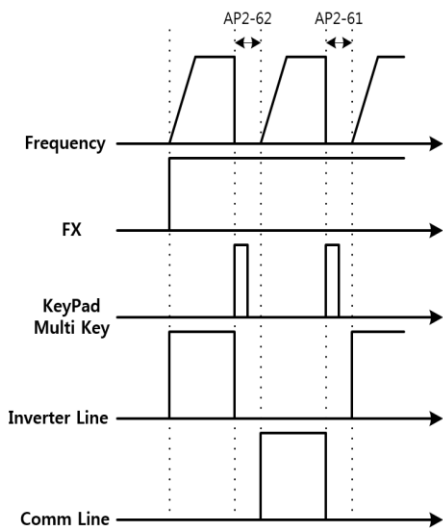 AP2-62
AP2-61
Frequency
FX
KeyPad
Multi Key
Inverter Line
Comm Line